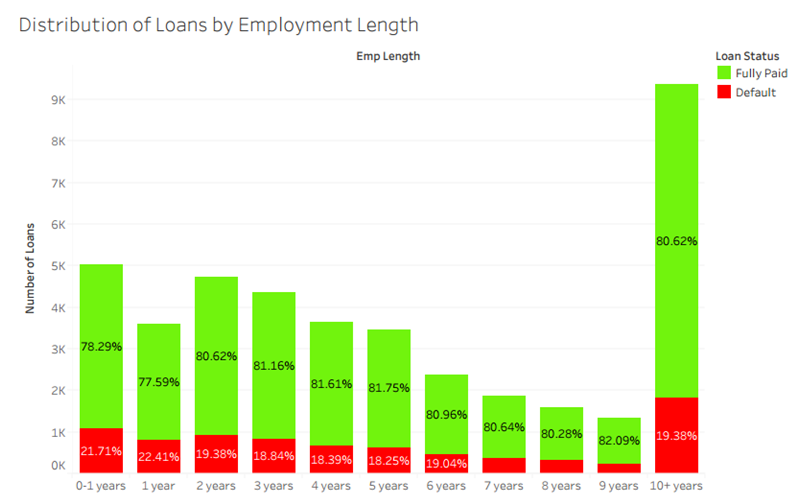 Distribution of Loans by Employment Length
Emp Length
Loan Status
Fully Paid
Default
Number of Loans
9K
8K
7K
6K
5K
4K
3K
2K
1K
0K
78.29%
77.59%
80.62%
81.16%
81.61%
81.75%
80.96%
80.64%
80.28%
82.09%
80.62%
21.71%
22.41%
19.38%
18.84%
18.39%
18.25%
19.04%
19.38%
0-1 years
1 year
2 years
3 years
4 years
5 years
6 years
7 years
8 years
9 years
10+ years